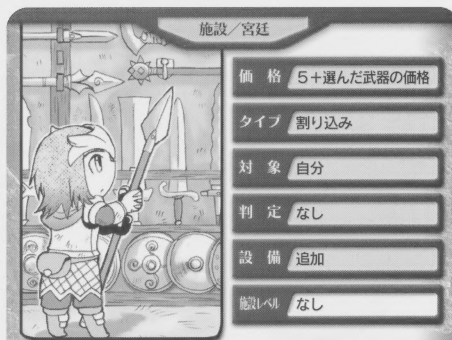 施設／宮廷
価格 5＋選んだ武器の価格
タイプ 割り込み
対象 自分
判定 なし
設備 追加
施設レベル なし